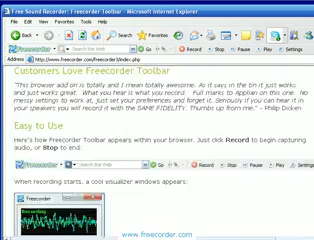 Free Sound Recorder: Freecorder Toolbar - Microsoft Internet Explorer
File Edit View Favorites Tools Help
Back Search Favorites
Freecorder Search the Web Go Record Stop Pause Play Settings
Address http://www.freecorder.com/freecorder3/index.php
Customers Love Freecorder Toolbar
"This browser add on is totally and I mean totally awesome. As it says in the tin it just works
and just works great. What you hear is what you record Full marks to Applian on this one. No
messy settings to work at, just set your preferences and forget it. Seriously if you can hear it in
your speakers you will record it with the SAME FIDELITY. Thumbs up from me." - Philip Dicken
Easy to Use
Here's how Freecorder Toolbar appears within your browser. Just click Record to begin capturing
audio, or Stop to end:
Freecorder Search the Web Go Record Stop Pause Play Settings
When recording starts, a cool visualizer windows appears:
Freecorder
www.freecorder.com